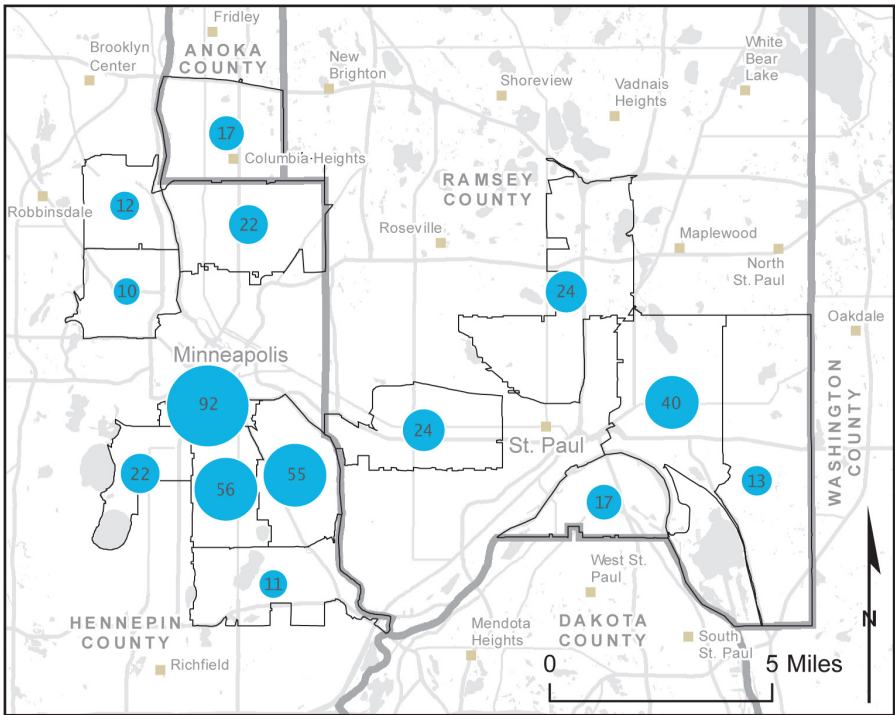 Fridley
Brooklyn
Center
ANOKA
COUNTY
New
Brighton
White
Bear
Lake
Shoreview
Vadnais
Heights
17
Columbia Heights
12
Robbinsdale
22
RAMSEY
COUNTY
Roseville
Maplewood
North
St. Paul
10
24
Oakdale
Minneapolis
92
40
WASHINGTON
COUNTY
24
St. Paul
22
56
55
13
17
11
West St.
Paul
HENNEPIN
COUNTY
Mendota
Heights
DAKOTA
COUNTY
South
St. Paul
N
Richfield
0
5 Miles